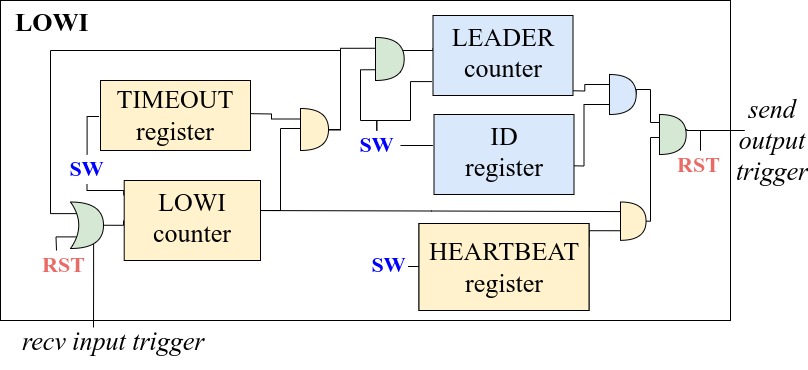 LOWI
LEADER
counter
TIMEOUT
register
SW
ID
register
send
output
trigger
RST
SW
LOWI
counter
HEARTBEAT
register
SW
RST
recv input trigger